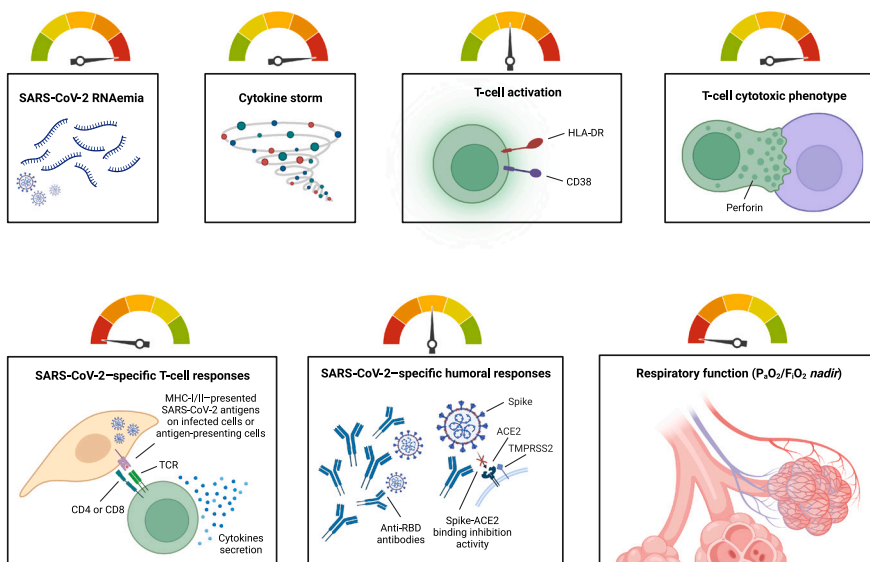 SARS-CoV-2 RNAemia
Cytokine storm
T-cell activation
HLA-DR
CD38
T-cell cytotoxic phenotype
Perforin
SARS-CoV-2–specific T-cell responses
MHC-I/II–presented
SARS-CoV-2 antigens
on infected cells or
antigen-presenting cells
TCR
CD4 or CD8
Cytokines
secretion
SARS-CoV-2–specific humoral responses
Spike
ACE2
TMPRSS2
Anti-RBD
antibodies
Spike-ACE2
binding inhibition
activity
Respiratory function (PaO2/FiO2 nadir)